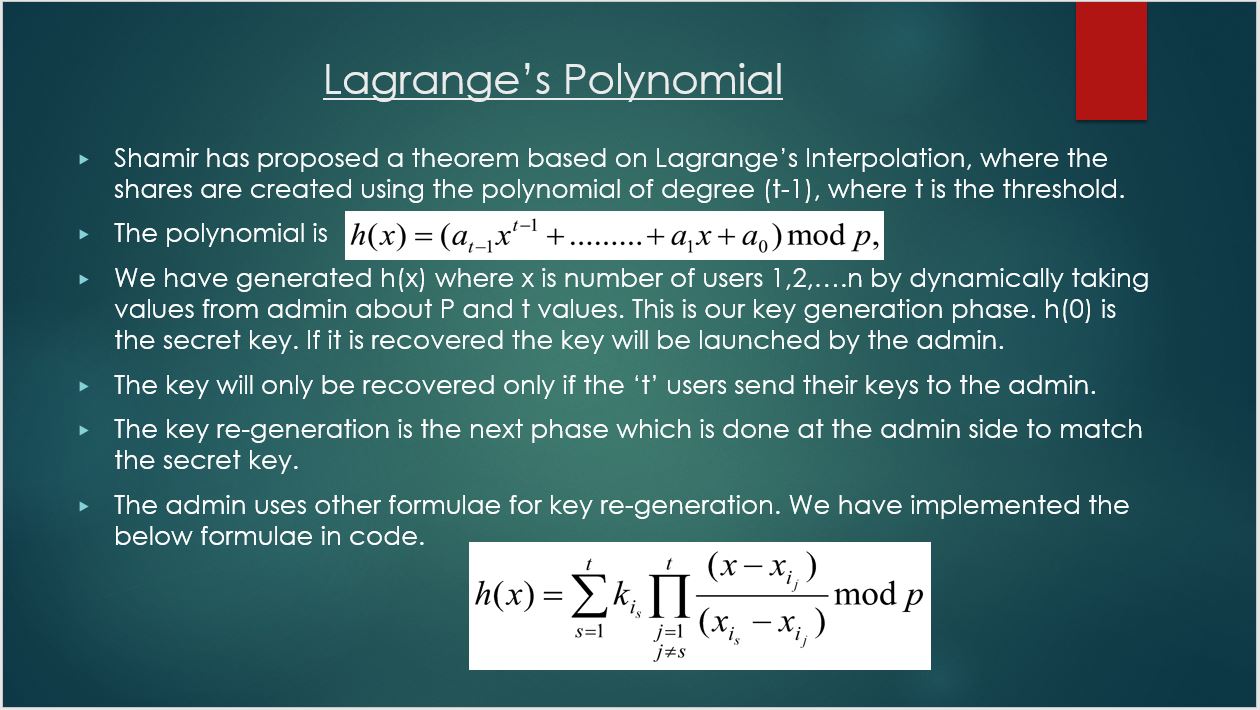 Lagrange’s Polynomial
Shamir has proposed a theorem based on Lagrange’s Interpolation, where the
shares are created using the polynomial of degree (t-1), where t is the threshold.
The polynomial is h(x) = (a_{t−1}x^{t−1} + ......... + a_1x + a_0) mod p,
We have generated h(x) where x is number of users 1,2,….n by dynamically taking
values from admin about P and t values. This is our key generation phase. h(0) is
the secret key. If it is recovered the key will be launched by the admin.
The key will only be recovered only if the ‘t’ users send their keys to the admin.
The key re-generation is the next phase which is done at the admin side to match
the secret key.
The admin uses other formulae for key re-generation. We have implemented the
below formulae in code.
h(x) = \sum_{s=1}^{t} k_{i_s} \prod_{j=1, j≠s}^{t} \frac{(x − x_{i_j})}{(x_{i_s} − x_{i_j})} mod p